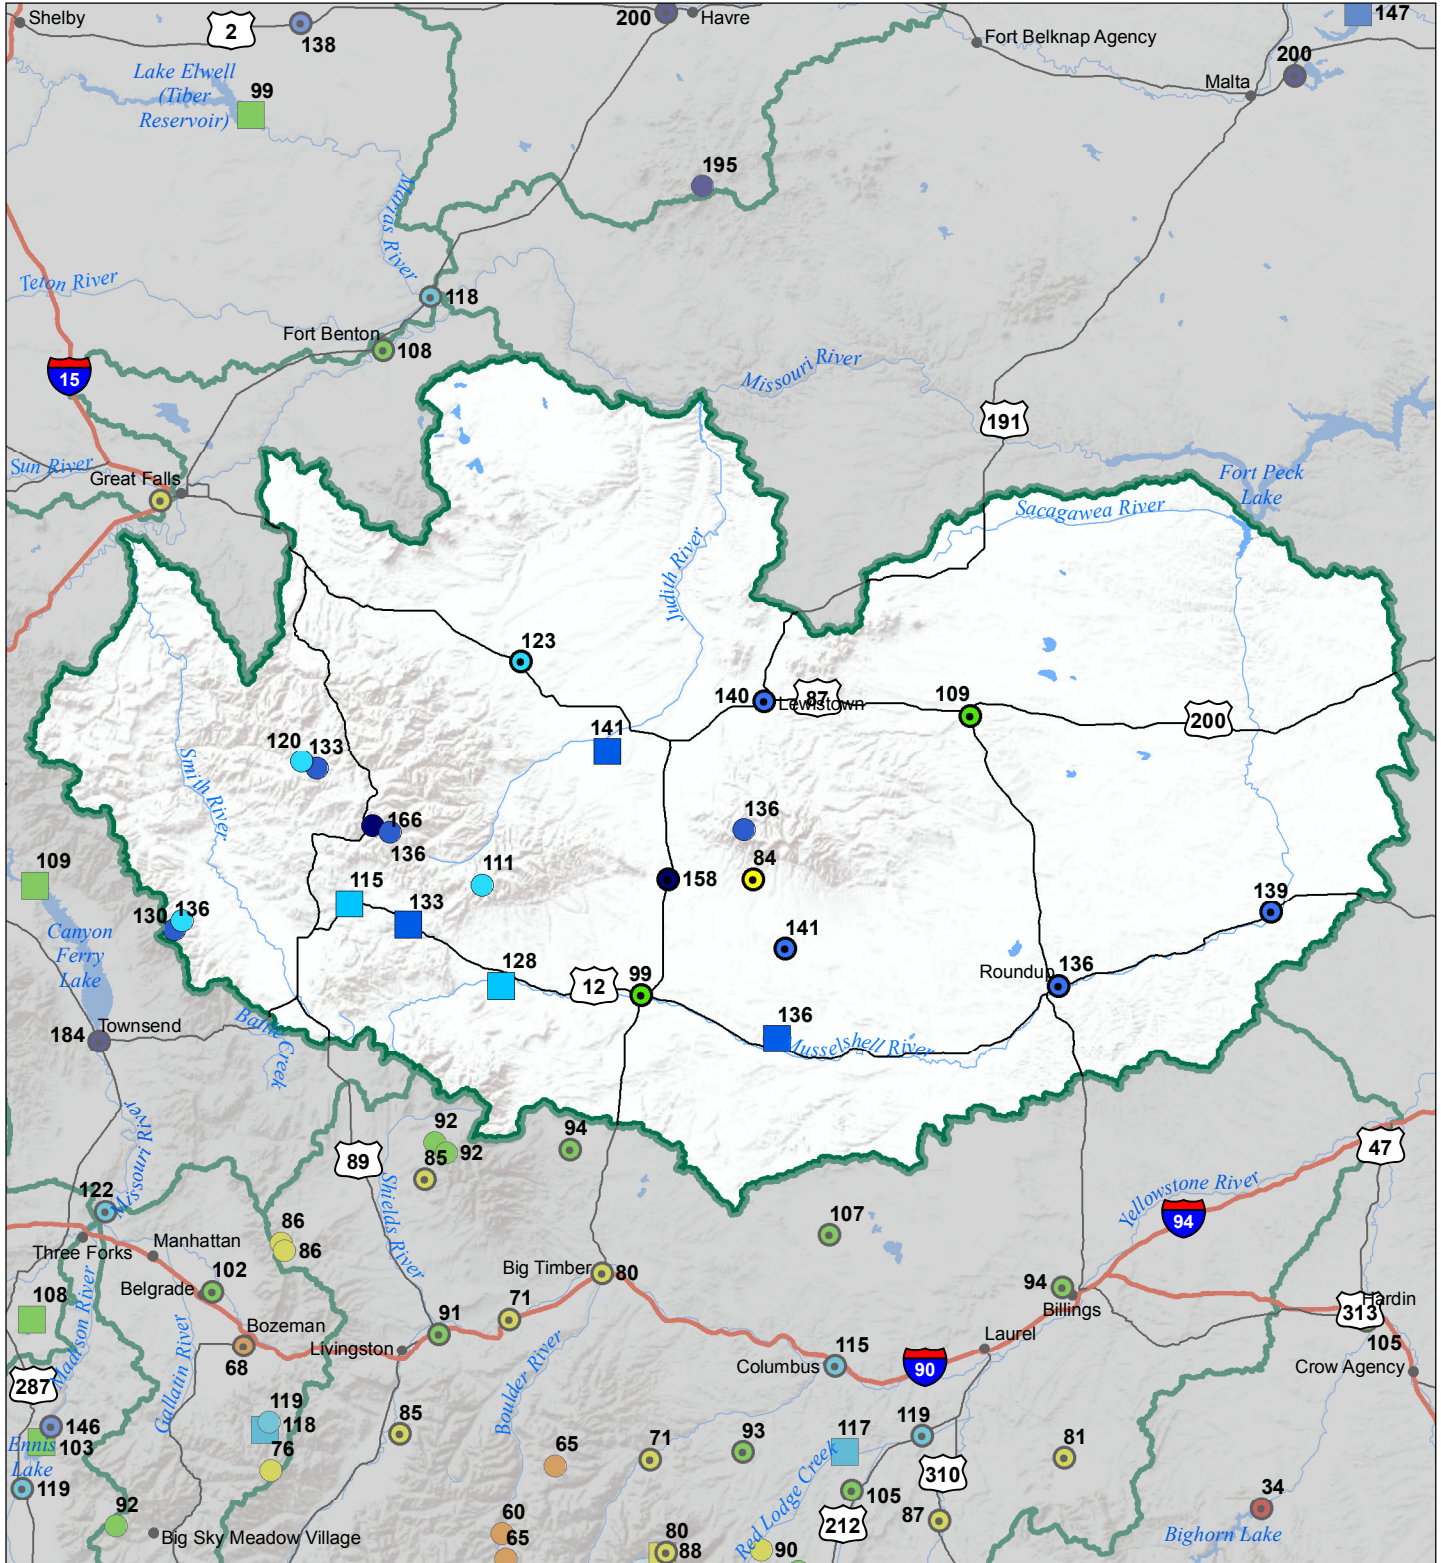 Shelby
2
138
200
Havre
147
Fort Belknap Agency
200
Malta
Lake Elwell
(Tiber
Reservoir)
99
195
Marias River
Teton River
118
Fort Benton
108
15
Missouri River
191
Sun River
Great Falls
Fort Peck
Lake
Sacagawea River
Judith River
123
140
87
Lewistown
109
200
141
120
133
Smith River
166
136
136
84
111
158
109
115
133
130
136
139
Canyon
Ferry
Lake
141
128
12
99
Roundup
136
136
Musselshell River
184
Townsend
Battle Creek
Missouri River
92
92
94
85
89
47
Shields River
122
Yellowstone River
94
107
86
86
Three Forks
Manhattan
Belgrade
102
Big Timber
80
94
Billings
108
Madison River
Gallatin River
Bozeman
68
91
71
Livingston
Laurel
313
Hardin
105
Crow Agency
287
Columbus
115
90
Boulder River
146
103
Ennis
Lake
119
119
118
76
85
65
71
93
117
119
81
310
Red Lodge Creek
105
212
87
34
Bighorn Lake
92
Big Sky Meadow Village
60
65
80
88
90